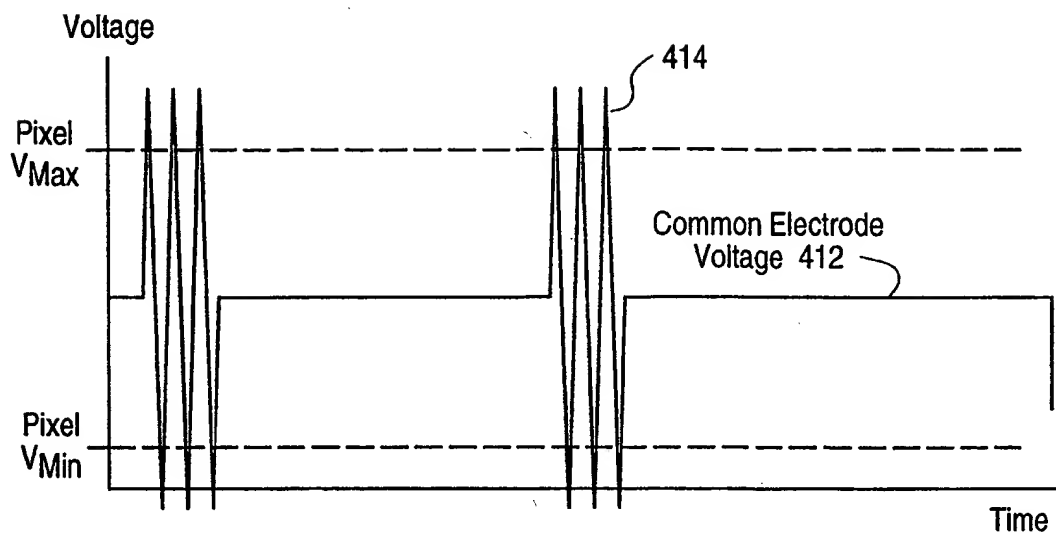 Voltage
414
Pixel
VMax
Common Electrode
Voltage 412
Pixel
VMin
Time